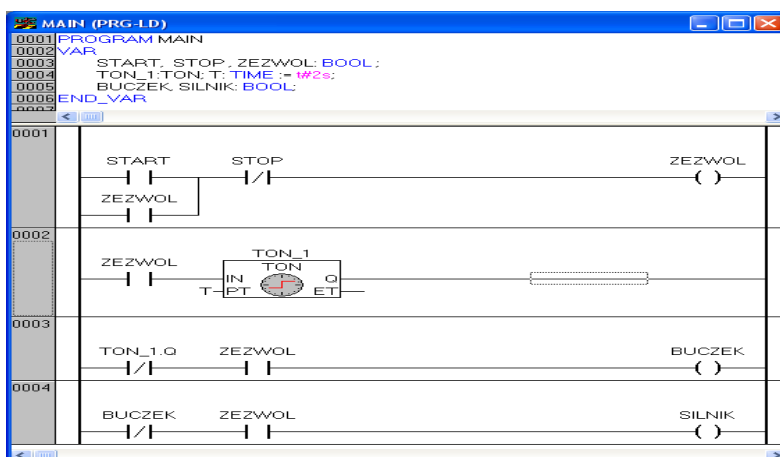 MAIN (PRG-LD)
0001 PROGRAM MAIN
0002 VAR
0003 START, STOP, ZEZWOL: BOOL;
0004 TON_1:TON; T: TIME := t#2s;
0005 BUCZEK, SILNIK: BOOL;
0006 END_VAR
0007
0001
START STOP ZEZWOL
ZEZWOL
0002
ZEZWOL TON_1
TON
IN Q
T PT ET
0003
TON_1.Q ZEZWOL BUCZEK
0004
BUCZEK ZEZWOL SILNIK